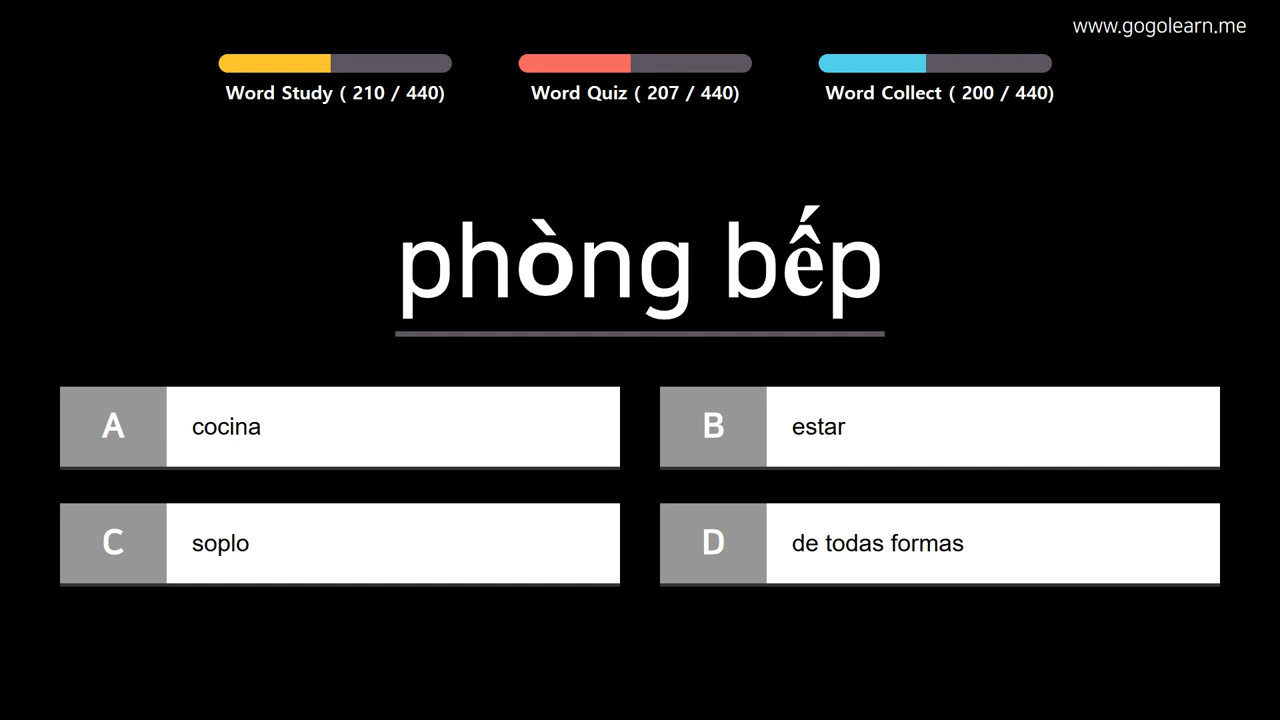 www.gogolearn.me
Word Study ( 210 / 440)
Word Quiz ( 207 / 440)
Word Collect ( 200 / 440)
phòng bếp
A cocina
B estar
C soplo
D de todas formas